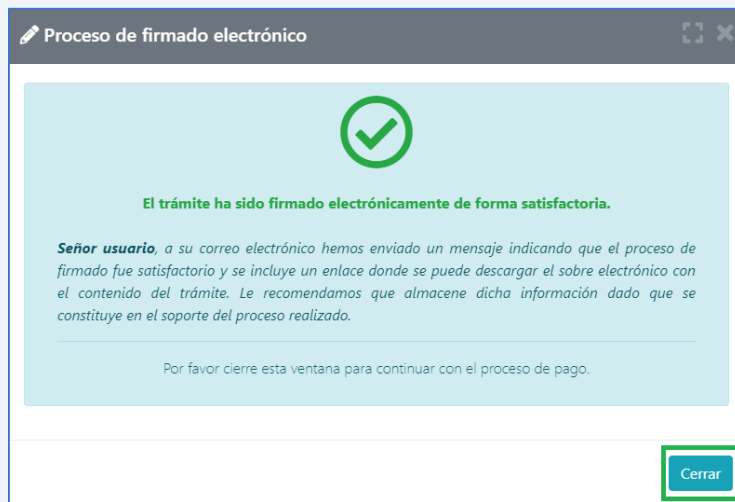 Proceso de firmado electrónico
El trámite ha sido firmado electrónicamente de forma satisfactoria.
Señor usuario, a su correo electrónico hemos enviado un mensaje indicando que el proceso de
firmado fue satisfactorio y se incluye un enlace donde se puede descargar el sobre electrónico con
el contenido del trámite. Le recomendamos que almacene dicha información dado que se
constituye en el soporte del proceso realizado.
Por favor cierre esta ventana para continuar con el proceso de pago.
Cerrar